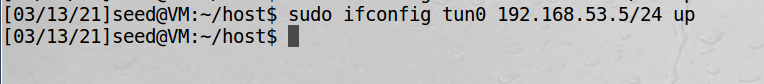 [03/13/21]seed@VM:~/host$ sudo ifconfig tun0 192.168.53.5/24 up
[03/13/21]seed@VM:~/host$